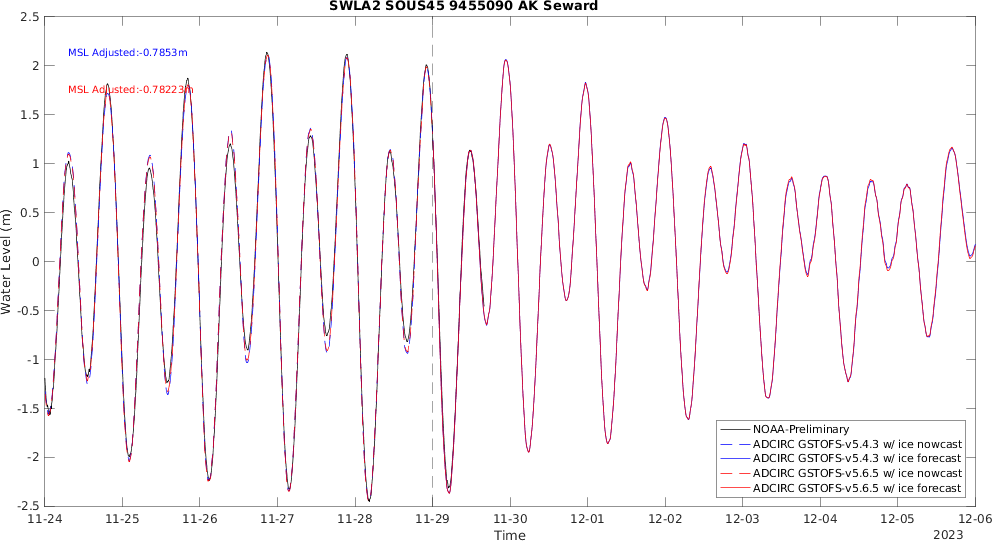 SWLA2 SOUS45 9455090 AK Seward
MSL Adjusted:-0.7853m
MSL Adjusted:-0.78223m
Water Level (m)
2.5
2
1.5
1
0.5
0
-0.5
-1
-1.5
-2
-2.5
NOAA-Preliminary
ADCIRC GSTOFS-v5.4.3 w/ ice nowcast
ADCIRC GSTOFS-v5.4.3 w/ ice forecast
ADCIRC GSTOFS-v5.6.5 w/ ice nowcast
ADCIRC GSTOFS-v5.6.5 w/ ice forecast
11-24 11-25 11-26 11-27 11-28 11-29 11-30 12-01 12-02 12-03 12-04 12-05 12-06
Time
2023